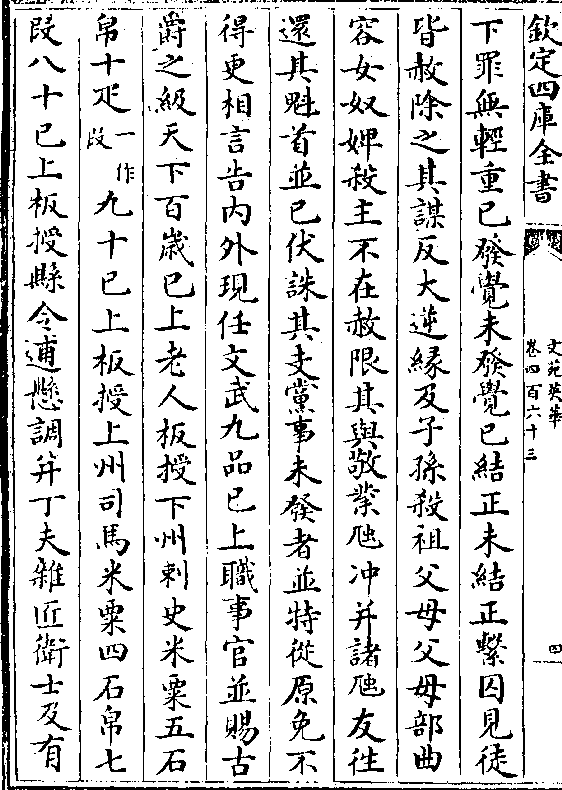 欽定四庫全書
文苑英華
卷四百六十三
四
下罪無輕重已發覺未發覺已結正未結正繫囚見徒
皆赦除之其謀反大逆緣及子孫殺祖父母父母部曲
容女奴婢殺主不在赦限其與敬業虺冲并諸虺友徃
還其魁首並已伏誅其支黨事未發者並特從原免不
得更相言告内外現任文武九品已上職事官並賜古
爵之級天下百歲已上老人板授下州刺史米粟五石
帛十疋一作段九十已上板授上州司馬米粟四石帛七
段八十已上板授縣令逋懸調并丁夫雜匠衛士及有